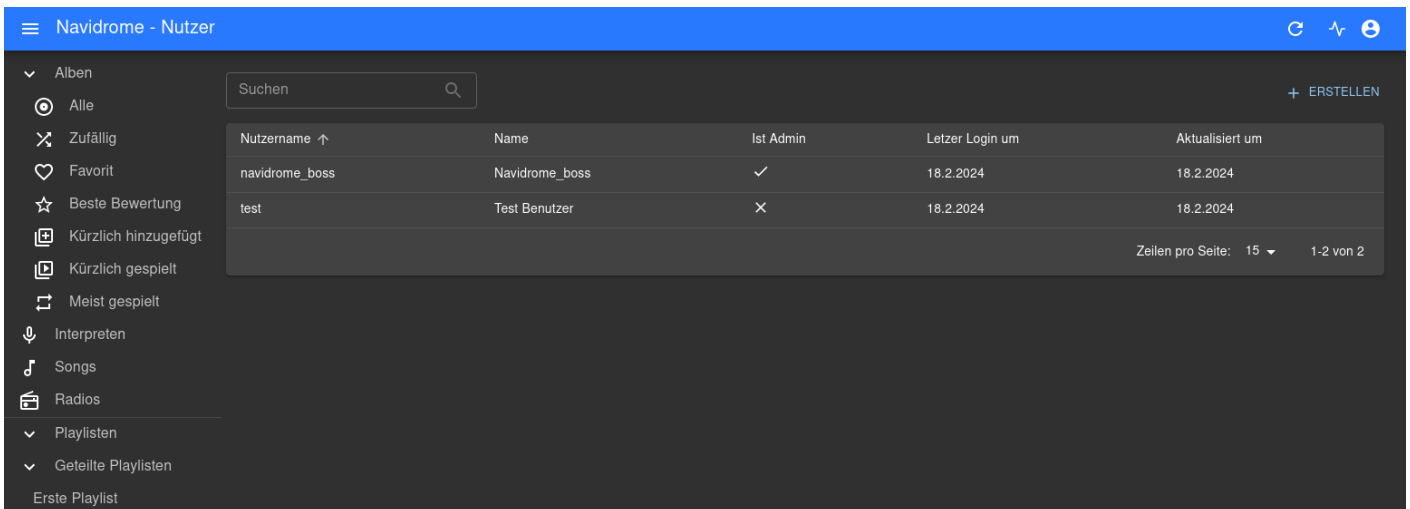 Navidrome - Nutzer
Alben
Alle
Zufällig
Favorit
Beste Bewertung
Kürzlich hinzugefügt
Kürzlich gespielt
Meist gespielt
Interpreten
Songs
Radios
Playlisten
Geteilte Playlisten
Erste Playlist
Suchen
+ ERSTELLEN
Nutzername Name Ist Admin Letzer Login um Aktualisiert um
navidrome_boss Navidrome_boss 18.2.2024 18.2.2024
test Test Benutzer 18.2.2024 18.2.2024
Zeilen pro Seite: 15 1-2 von 2